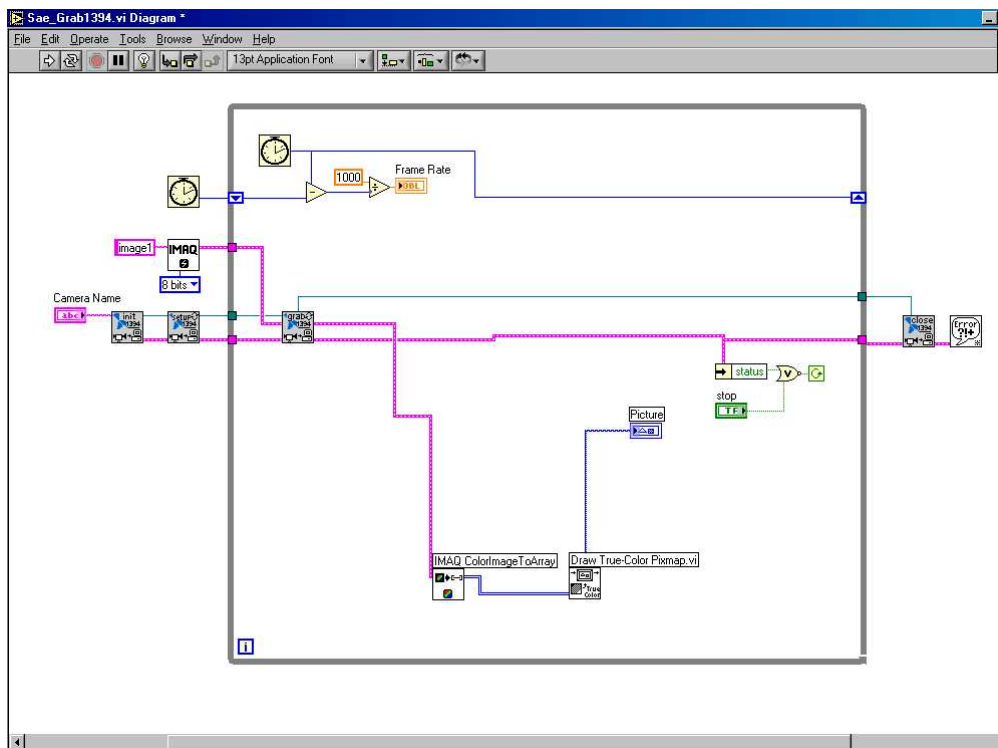 Sae_Grab1394.vi Diagram *
File Edit Operate Tools Browse Window Help
13pt Application Font
1000
Frame Rate
DBL
image1
IMAQ
8 bits
Camera Name
abc
init
1394
setup
1394
grab
1394
close
1394
Error
?!+
status
v
stop
TF
Picture
IMAQ ColorImageToArray
Draw True-Color Pixmap.vi
True
Color
i